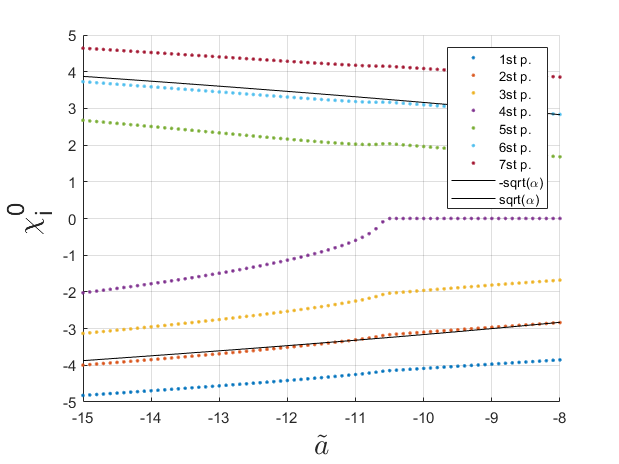 5
4
3
2
1
0
-1
-2
-3
-4
-5
χᵢ⁰
-15
-14
-13
-12
-11
-10
-9
-8
ã
1st p.
2st p.
3st p.
4st p.
5st p.
6st p.
7st p.
-sqrt(α)
sqrt(α)